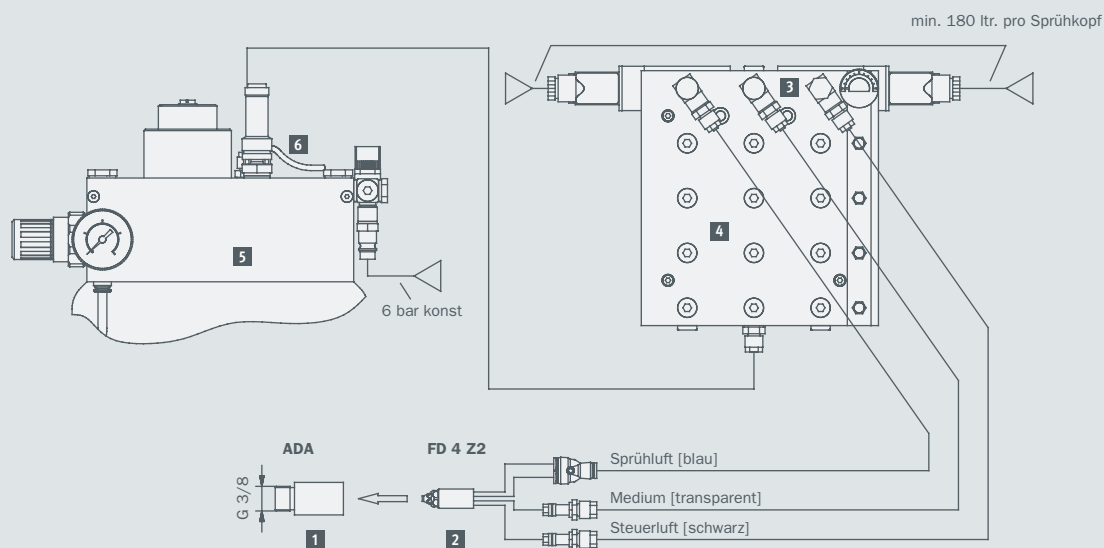 min. 180 ltr. pro Sprühkopf
3
6
4
5
6 bar konst
ADA
FD 4 Z2
Sprühluft [blau]
G 3/8
Medium [transparent]
Steuerluft [schwarz]
1
2